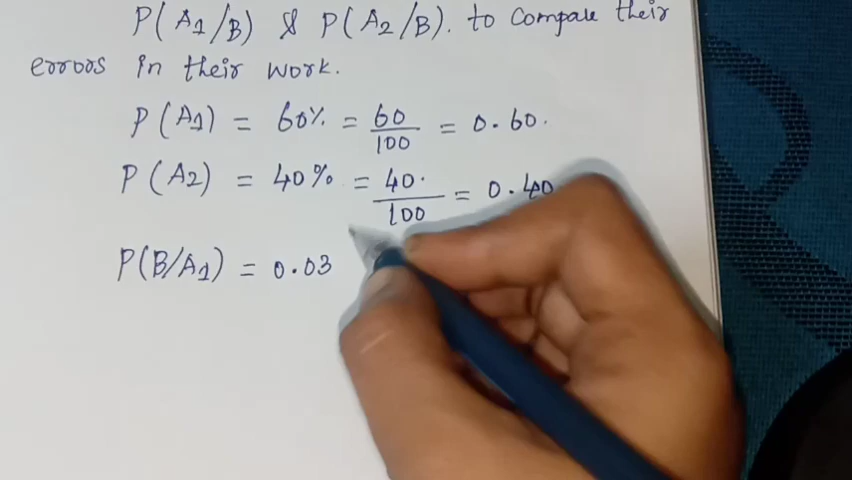 P(A1/B) & P(A2/B). to compare their
errors in their work.
P(A1) = 60% = 60/100 = 0.60.
P(A2) = 40% = 40./100 = 0.40
P(B/A1) = 0.03